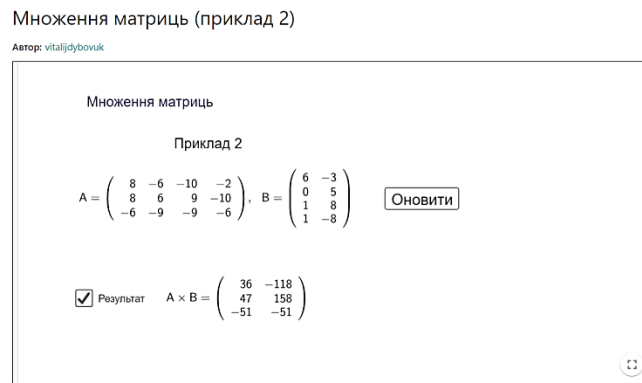 Множення матриць (приклад 2)
Автор: vitalijdybovuk
Множення матриць
Приклад 2
A = ( 8 −6 −10 −2
8 6 9 −10
−6 −9 −9 −6 ), B = ( 6 −3
0 5
1 8
1 −8 )
Оновити
Результат A × B = ( 36 −118
47 158
−51 −51 )